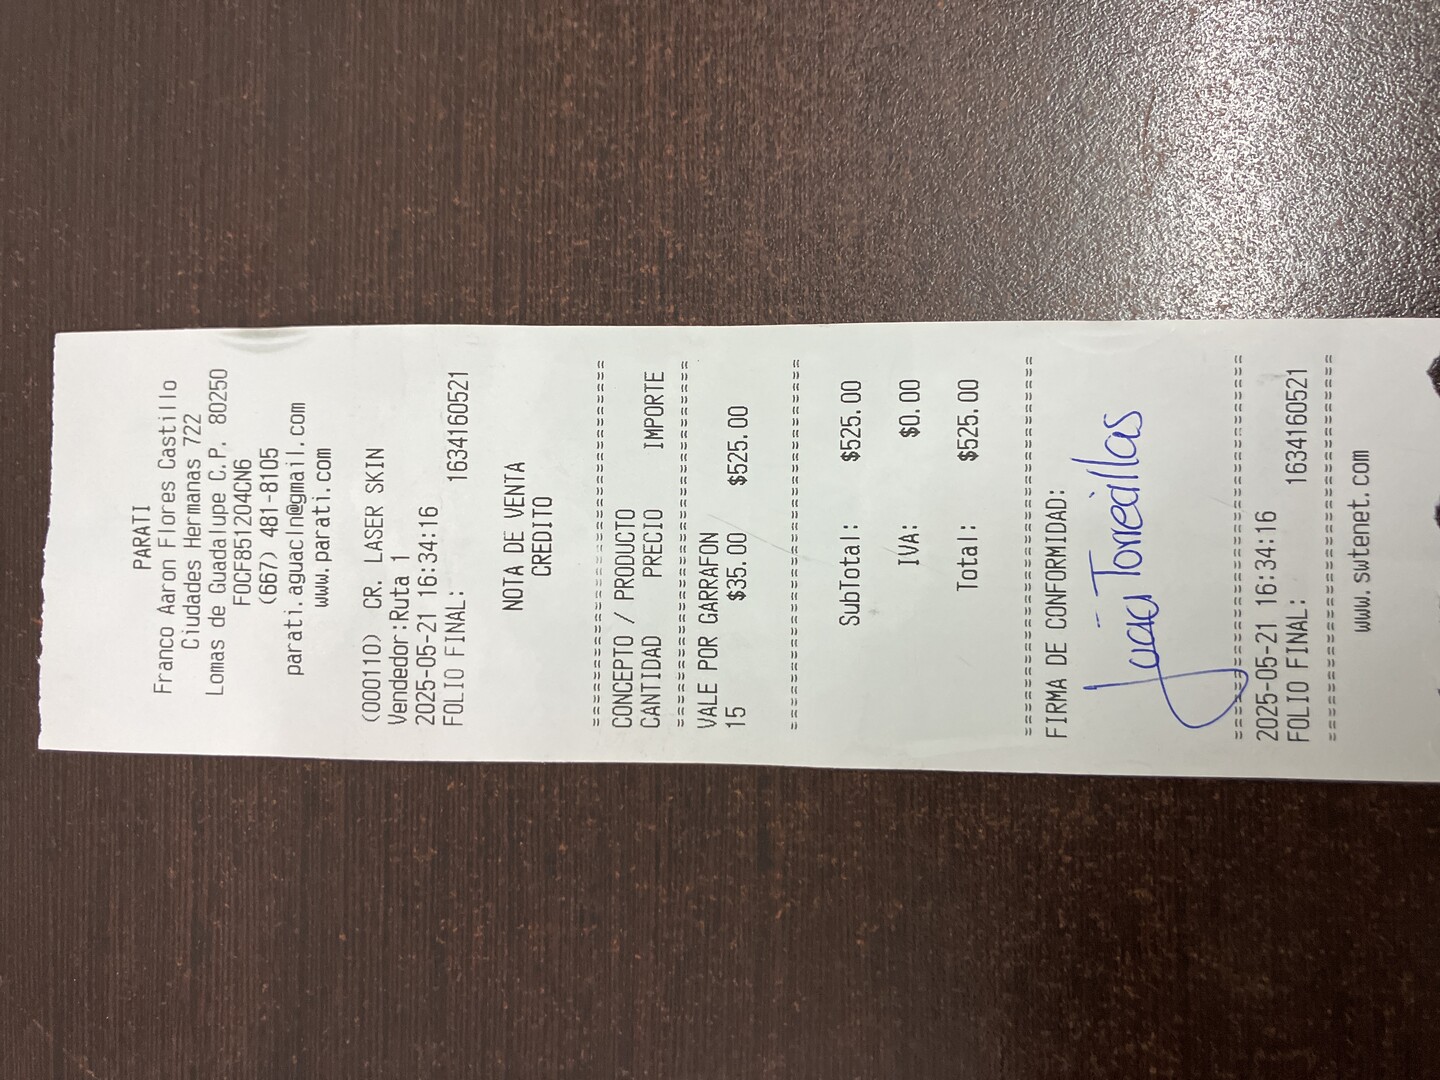 PARATI
Franco Aaron Flores Castillo
Ciudades Hermanas 722
Lomas de Guadalupe C.P. 80250
FOCF851204CN6
(667) 481-8105
parati.aguacln@gmail.com
www.parati.com
(000110) CR. LASER SKIN
Vendedor:Ruta 1
2025-05-21 16:34:16
FOLIO FINAL: 1634160521
NOTA DE VENTA
CREDITO
==============================
CONCEPTO / PRODUCTO
CANTIDAD PRECIO IMPORTE
==============================
VALE POR GARRAFON
15 $35.00 $525.00
==============================
SubTotal: $525.00
IVA: $0.00
Total: $525.00
==============================
FIRMA DE CONFORMIDAD:
==============================
2025-05-21 16:34:16
FOLIO FINAL: 1634160521
==============================
www.swtenet.com